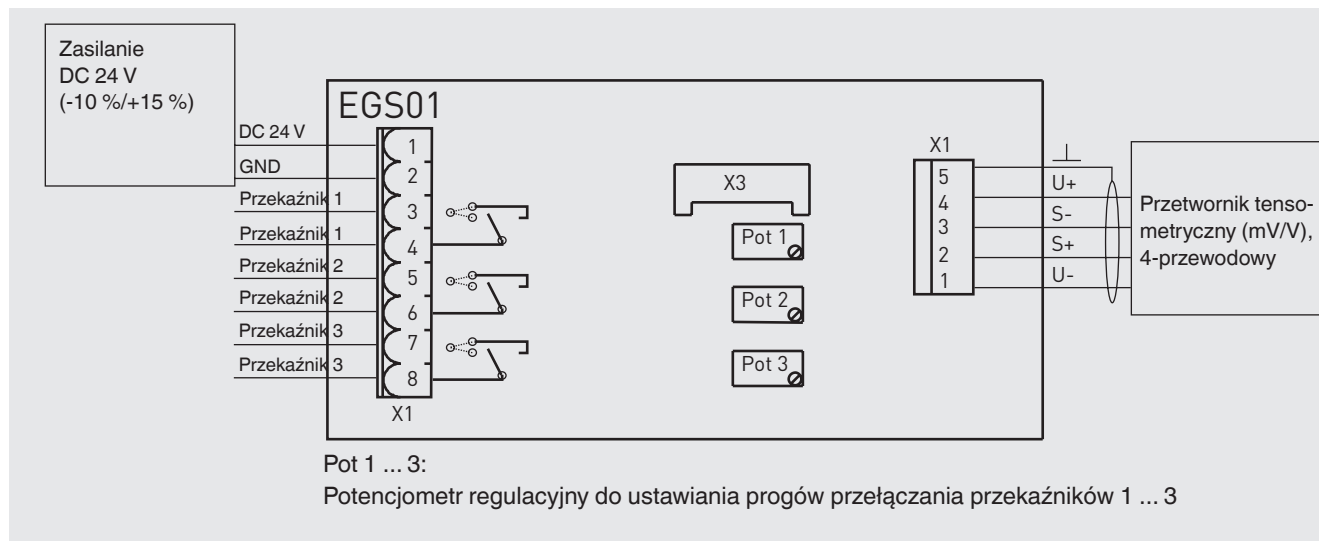 Zasilanie
DC 24 V
(-10 %/+15 %)
EGS01
DC 24 V
GND
Przekaźnik 1
Przekaźnik 1
Przekaźnik 2
Przekaźnik 2
Przekaźnik 3
Przekaźnik 3
1
2
3
4
5
6
7
8
X1
X3
Pot 1
Pot 2
Pot 3
X1
5
4
3
2
1
U+
S-
S+
U-
Przetwornik tenso-
metryczny (mV/V),
4-przewodowy
Pot 1 ... 3:
Potencjometr regulacyjny do ustawiania progów przełączania przekaźników 1 ... 3